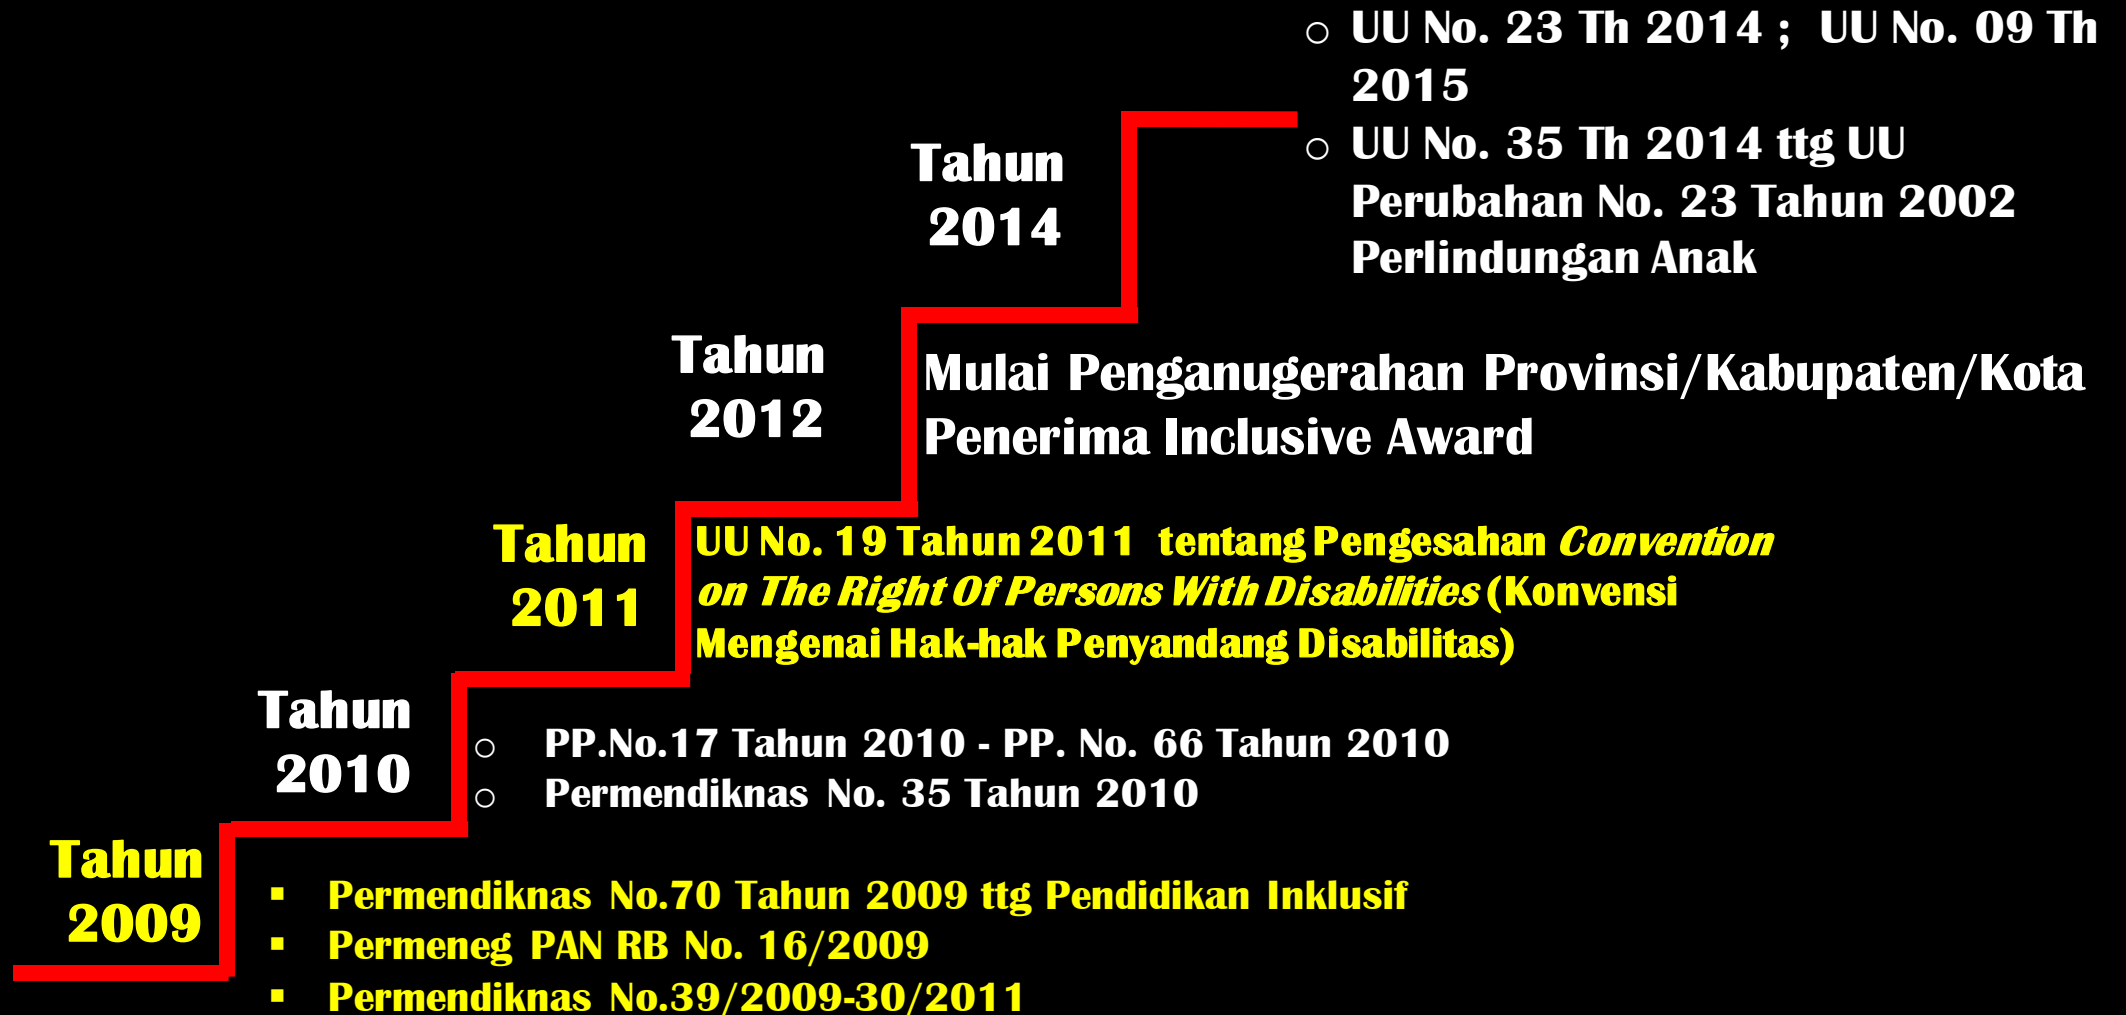 ○ UU No. 23 Th 2014 ; UU No. 09 Th
2015
○ UU No. 35 Th 2014 ttg UU
Perubahan No. 23 Tahun 2002
Perlindungan Anak
Tahun
2014
Tahun
2012
Mulai Penganugerahan Provinsi/Kabupaten/Kota
Penerima Inclusive Award
Tahun
2011
UU No. 19 Tahun 2011 tentang Pengesahan Convention
on The Right Of Persons With Disabilities (Konvensi
Mengenai Hak-hak Penyandang Disabilitas)
Tahun
2010
○ PP.No.17 Tahun 2010 - PP. No. 66 Tahun 2010
○ Permendiknas No. 35 Tahun 2010
Tahun
2009
▪ Permendiknas No.70 Tahun 2009 ttg Pendidikan Inklusif
▪ Permeneg PAN RB No. 16/2009
▪ Permendiknas No.39/2009-30/2011